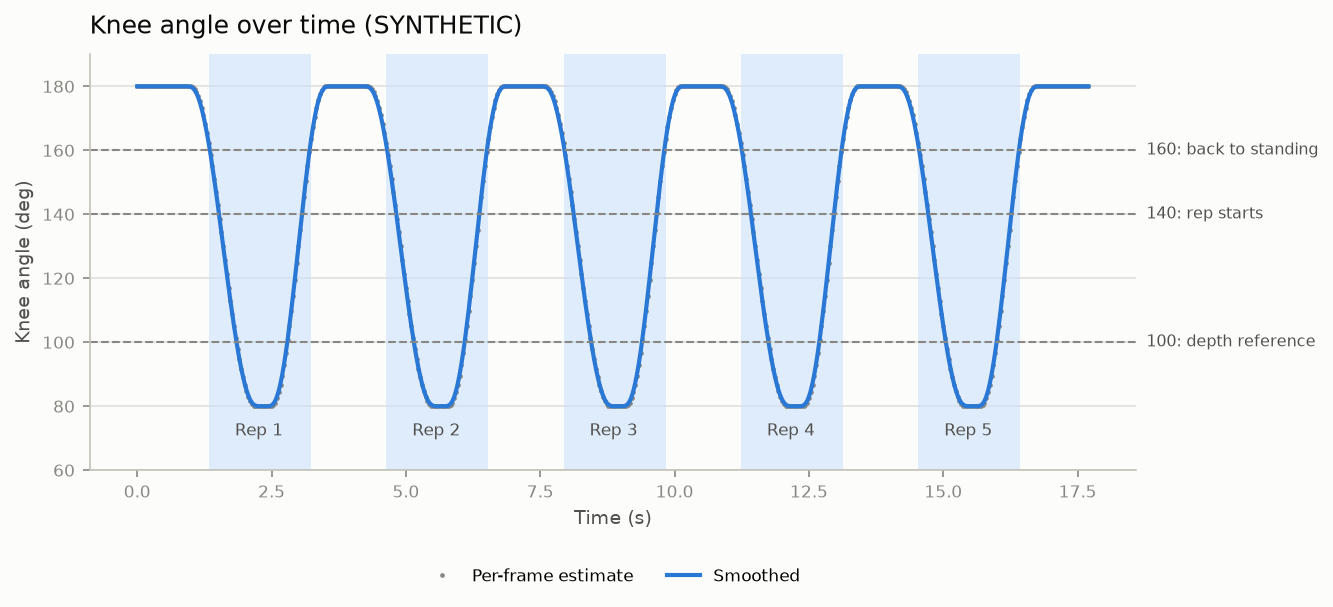 Knee angle over time (SYNTHETIC)
Knee angle (deg)
180
160
140
120
100
80
60
160: back to standing
140: rep starts
100: depth reference
Rep 1 Rep 2 Rep 3 Rep 4 Rep 5
0.0 2.5 5.0 7.5 10.0 12.5 15.0 17.5
Time (s)
Per-frame estimate Smoothed